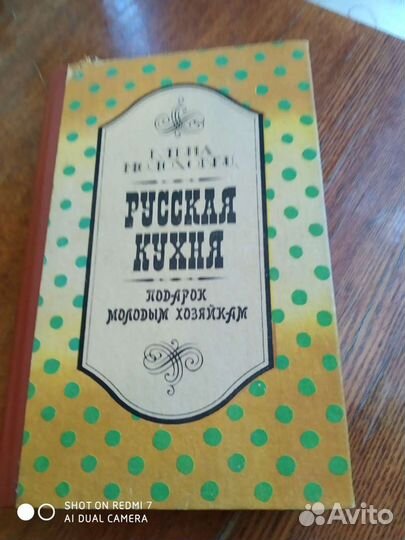 ЕЛЕНА
МОЛОХОВЕЦ
РУССКАЯ
КУХНЯ
ПОДАРОК
МОЛОДЫМ ХОЗЯЙКАМ
SHOT ON REDMI 7
AI DUAL CAMERA
Avito